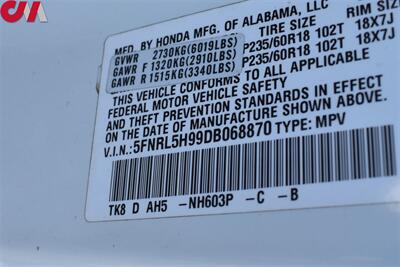 CRAIG
MFD. BY HONDA MFG. OF ALABAMA, LLC
GVWR 2730KG(6019LBS) TIRE SIZE RIM SIZE
GAWR F 1320KG(2910LBS) P235/60R18 102T 18X7J
GAWR R 1515KG(3340LBS) P235/60R18 102T 18X7J
THIS VEHICLE CONFORMS TO ALL APPLICABLE
FEDERAL MOTOR VEHICLE SAFETY
AND THEFT PREVENTION STANDARDS IN EFFECT
ON THE DATE OF MANUFACTURE SHOWN ABOVE.
V.I.N.: 5FNRL5H99DB068870 TYPE: MPV
TK8 D AH5 -NH603P -C -B